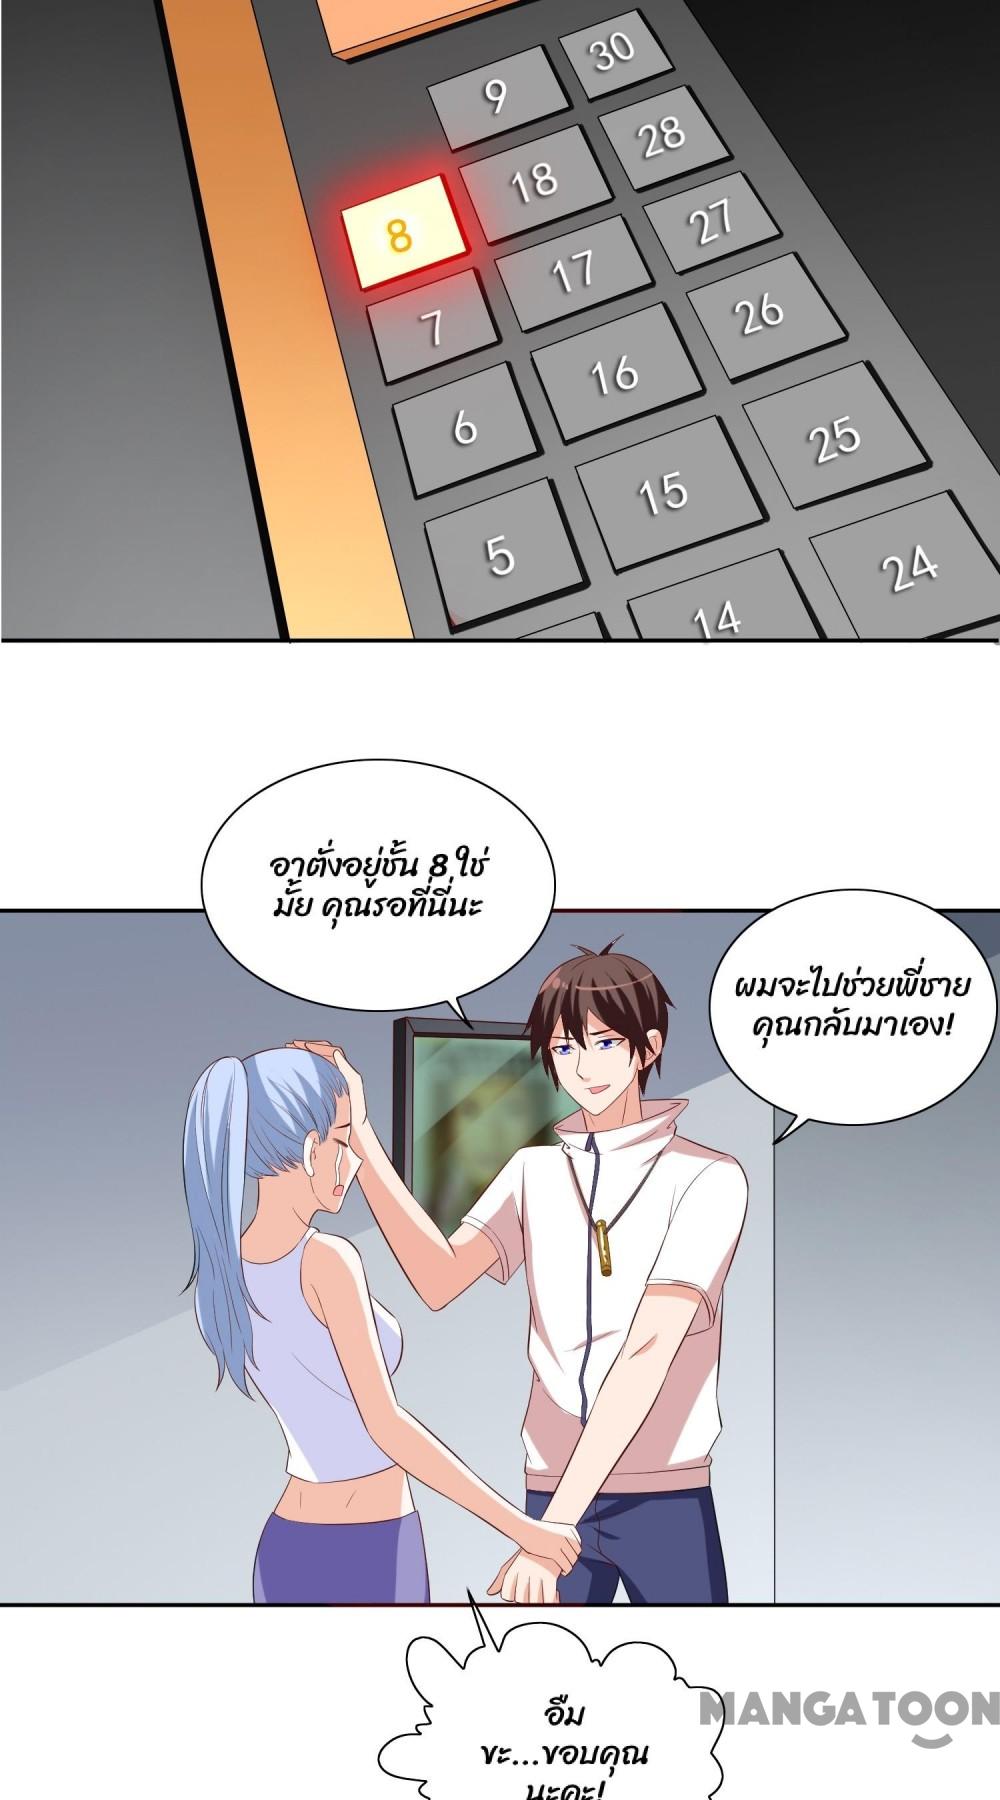 9 30
18 28
8 17 27
7 16 26
6 15 25
5 14 24
อาตั่งอยู่ชั้น 8 ใช่
มั้ย คุณรอที่นี่นะ
ผมจะไปช่วยพี่ชาย
คุณกลับมาเอง!
อืม
ขะ...ขอบคุณ
นะคะ!
MANGATOON